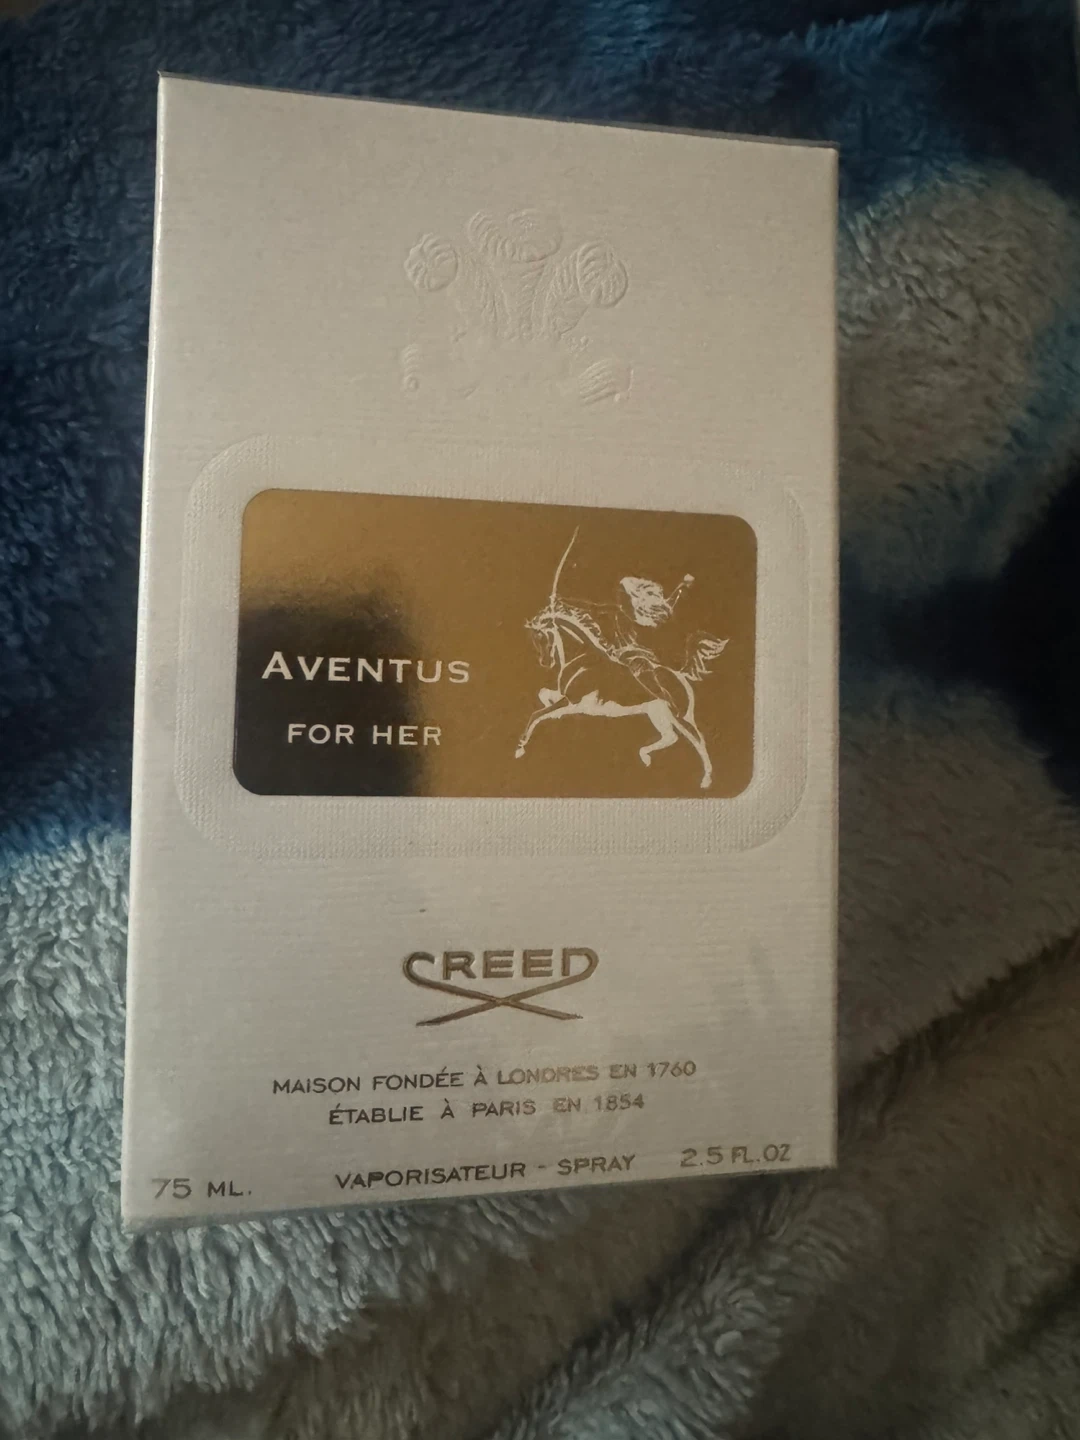 AVENTUS
FOR HER
CREED
MAISON FONDÉE À LONDRES EN 1760
ÉTABLIE À PARIS EN 1854
75 ML. VAPORISATEUR - SPRAY 2.5 FL.OZ